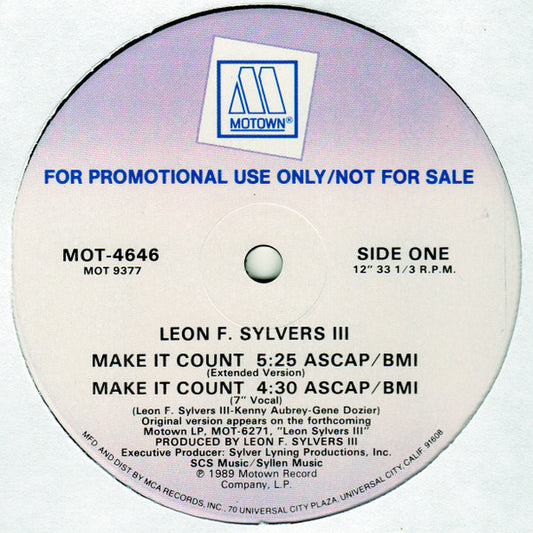 MOTOWN®
FOR PROMOTIONAL USE ONLY/NOT FOR SALE
MOT-4646
MOT 9377
SIDE ONE
12" 33 1/3 R.P.M.
LEON F. SYLVERS III
MAKE IT COUNT 5:25 ASCAP/BMI
(Extended Version)
MAKE IT COUNT 4:30 ASCAP/BMI
(7" Vocal)
(Leon F. Sylvers III-Kenny Aubrey-Gene Dozier)
Original version appears on the forthcoming
Motown LP, MOT-6271, "Leon Sylvers III"
PRODUCED BY LEON F. SYLVERS III
Executive Producer: Sylver Lyning Productions, Inc.
SCS Music/Syllen Music
℗ 1989 Motown Record
Company, L.P.
MFD AND DIST BY MCA RECORDS, INC., 70 UNIVERSAL CITY PLAZA, UNIVERSAL CITY, CALIF. 91608